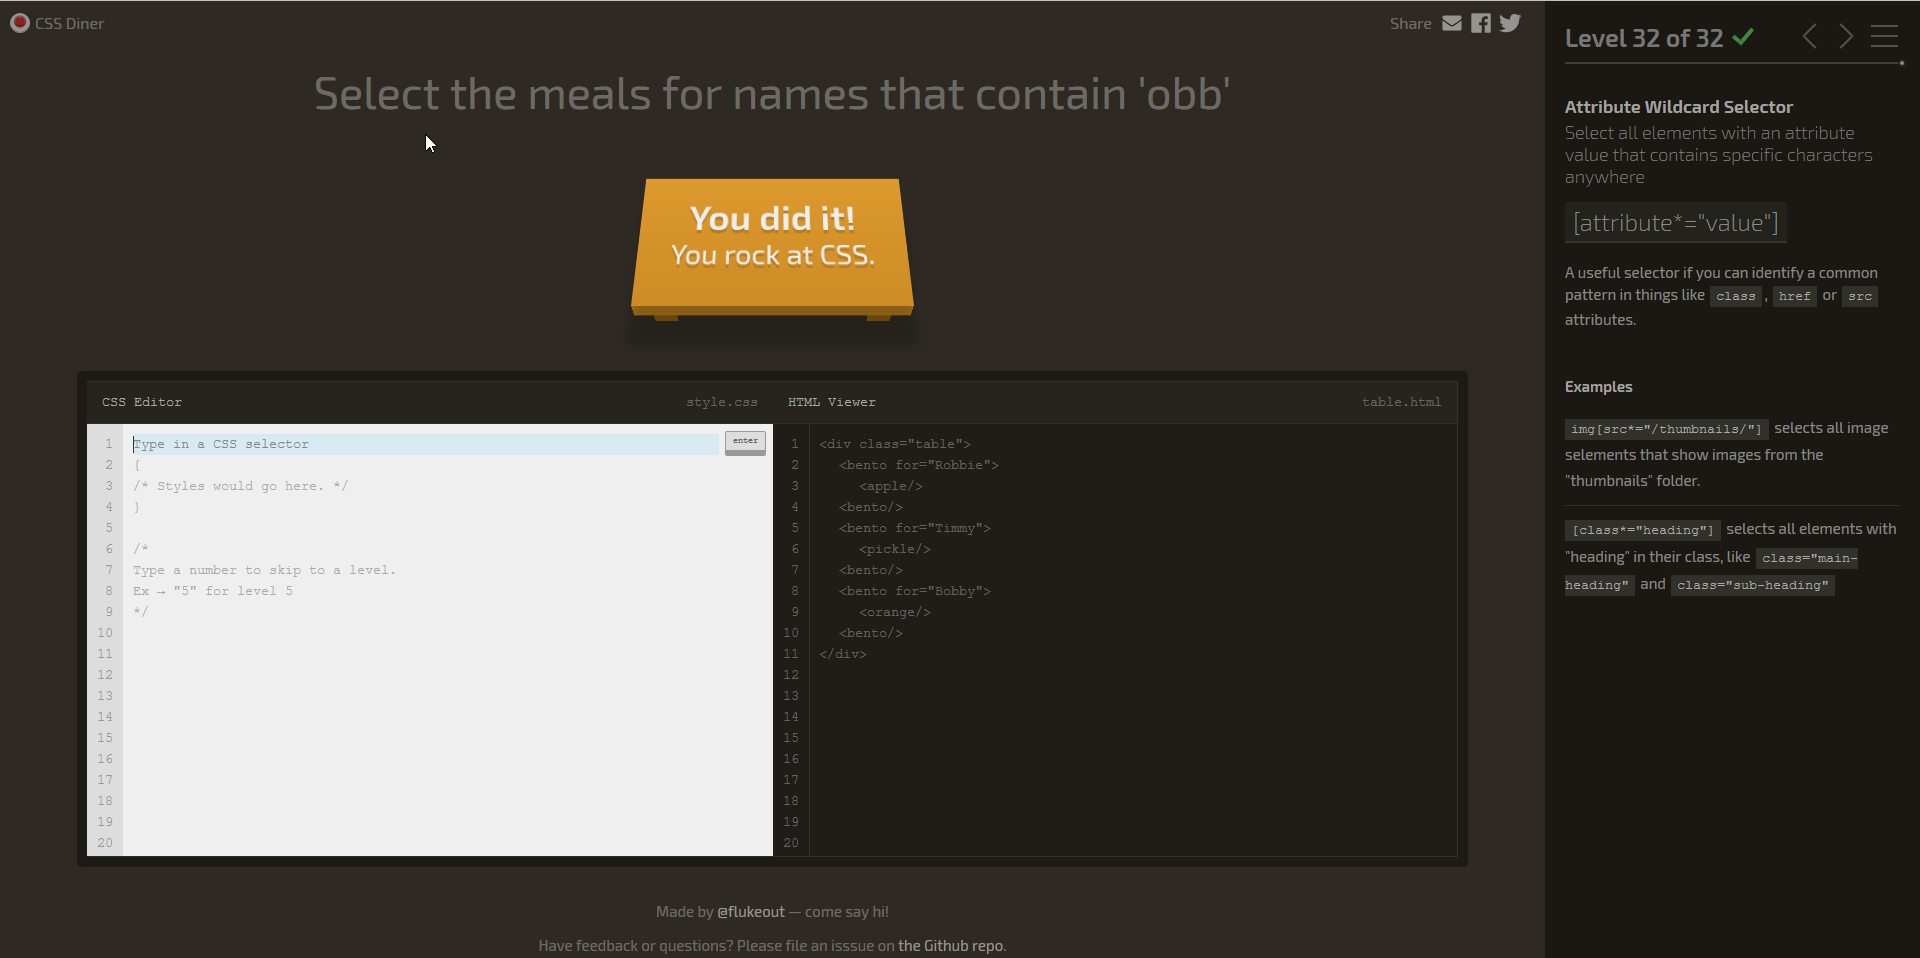 CSS Diner
Share
Select the meals for names that contain 'obb'
You did it!
You rock at CSS.
CSS Editor
style.css
HTML Viewer
table.html
1
2
3
4
5
6
7
8
9
10
11
12
13
14
15
16
17
18
19
20
Type in a CSS selector
enter
{
/* Styles would go here. */
}
/*
Type a number to skip to a level.
Ex → "5" for level 5
*/
1
2
3
4
5
6
7
8
9
10
11
12
13
14
15
16
17
18
19
20
<div class="table">
<bento for="Robbie">
<apple/>
<bento/>
<bento for="Timmy">
<pickle/>
<bento/>
<bento for="Bobby">
<orange/>
<bento/>
</div>
Made by @flukeout — come say hi!
Have feedback or questions? Please file an isssue on the Github repo.
Level 32 of 32
Attribute Wildcard Selector
Select all elements with an attribute
value that contains specific characters
anywhere
[attribute*="value"]
A useful selector if you can identify a common
pattern in things like class , href or src
attributes.
Examples
img[src*="/thumbnails/"] selects all image
selements that show images from the
"thumbnails" folder.
[class*="heading"] selects all elements with
"heading" in their class, like class="main-
heading" and class="sub-heading"